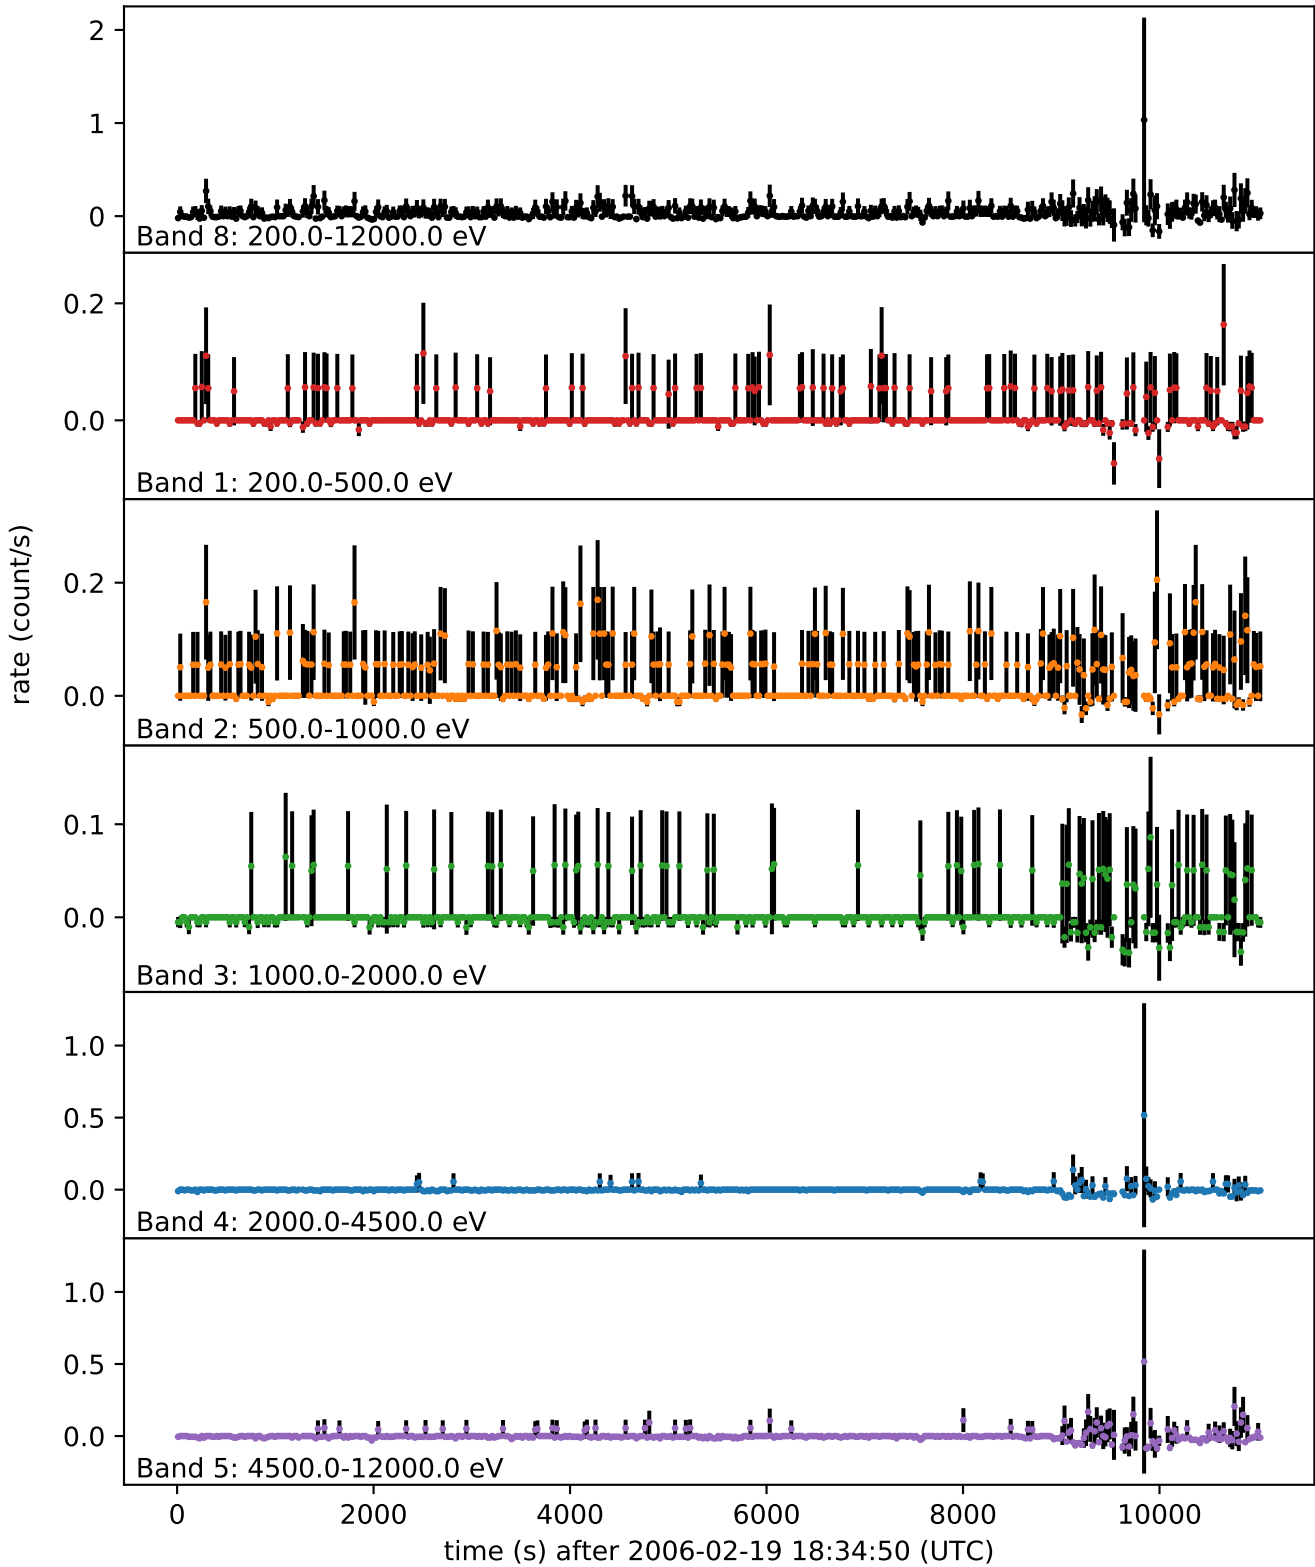 2
1
0
Band 8: 200.0-12000.0 eV
0.2
0.0
Band 1: 200.0-500.0 eV
0.2
0.0
Band 2: 500.0-1000.0 eV
rate (count/s)
0.1
0.0
Band 3: 1000.0-2000.0 eV
1.0
0.5
0.0
Band 4: 2000.0-4500.0 eV
1.0
0.5
0.0
Band 5: 4500.0-12000.0 eV
0 2000 4000 6000 8000 10000
time (s) after 2006-02-19 18:34:50 (UTC)